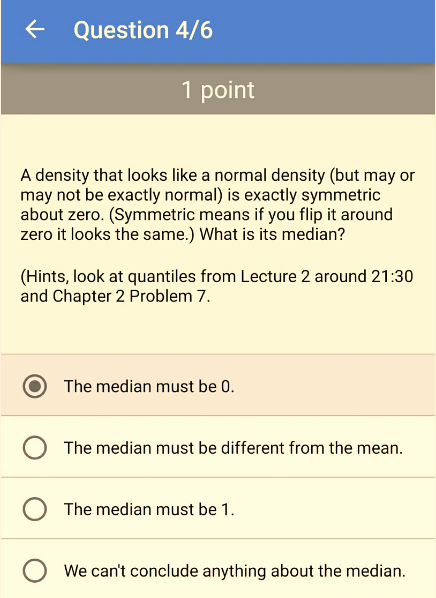 Question 4/6
1 point
A density that looks like a normal density (but may or
may not be exactly normal) is exactly symmetric
about zero. (Symmetric means if you flip it around
zero it looks the same.) What is its median?
(Hints, look at quantiles from Lecture 2 around 21:30
and Chapter 2 Problem 7.
The median must be 0.
The median must be different from the mean.
The median must be 1.
We can't conclude anything about the median.